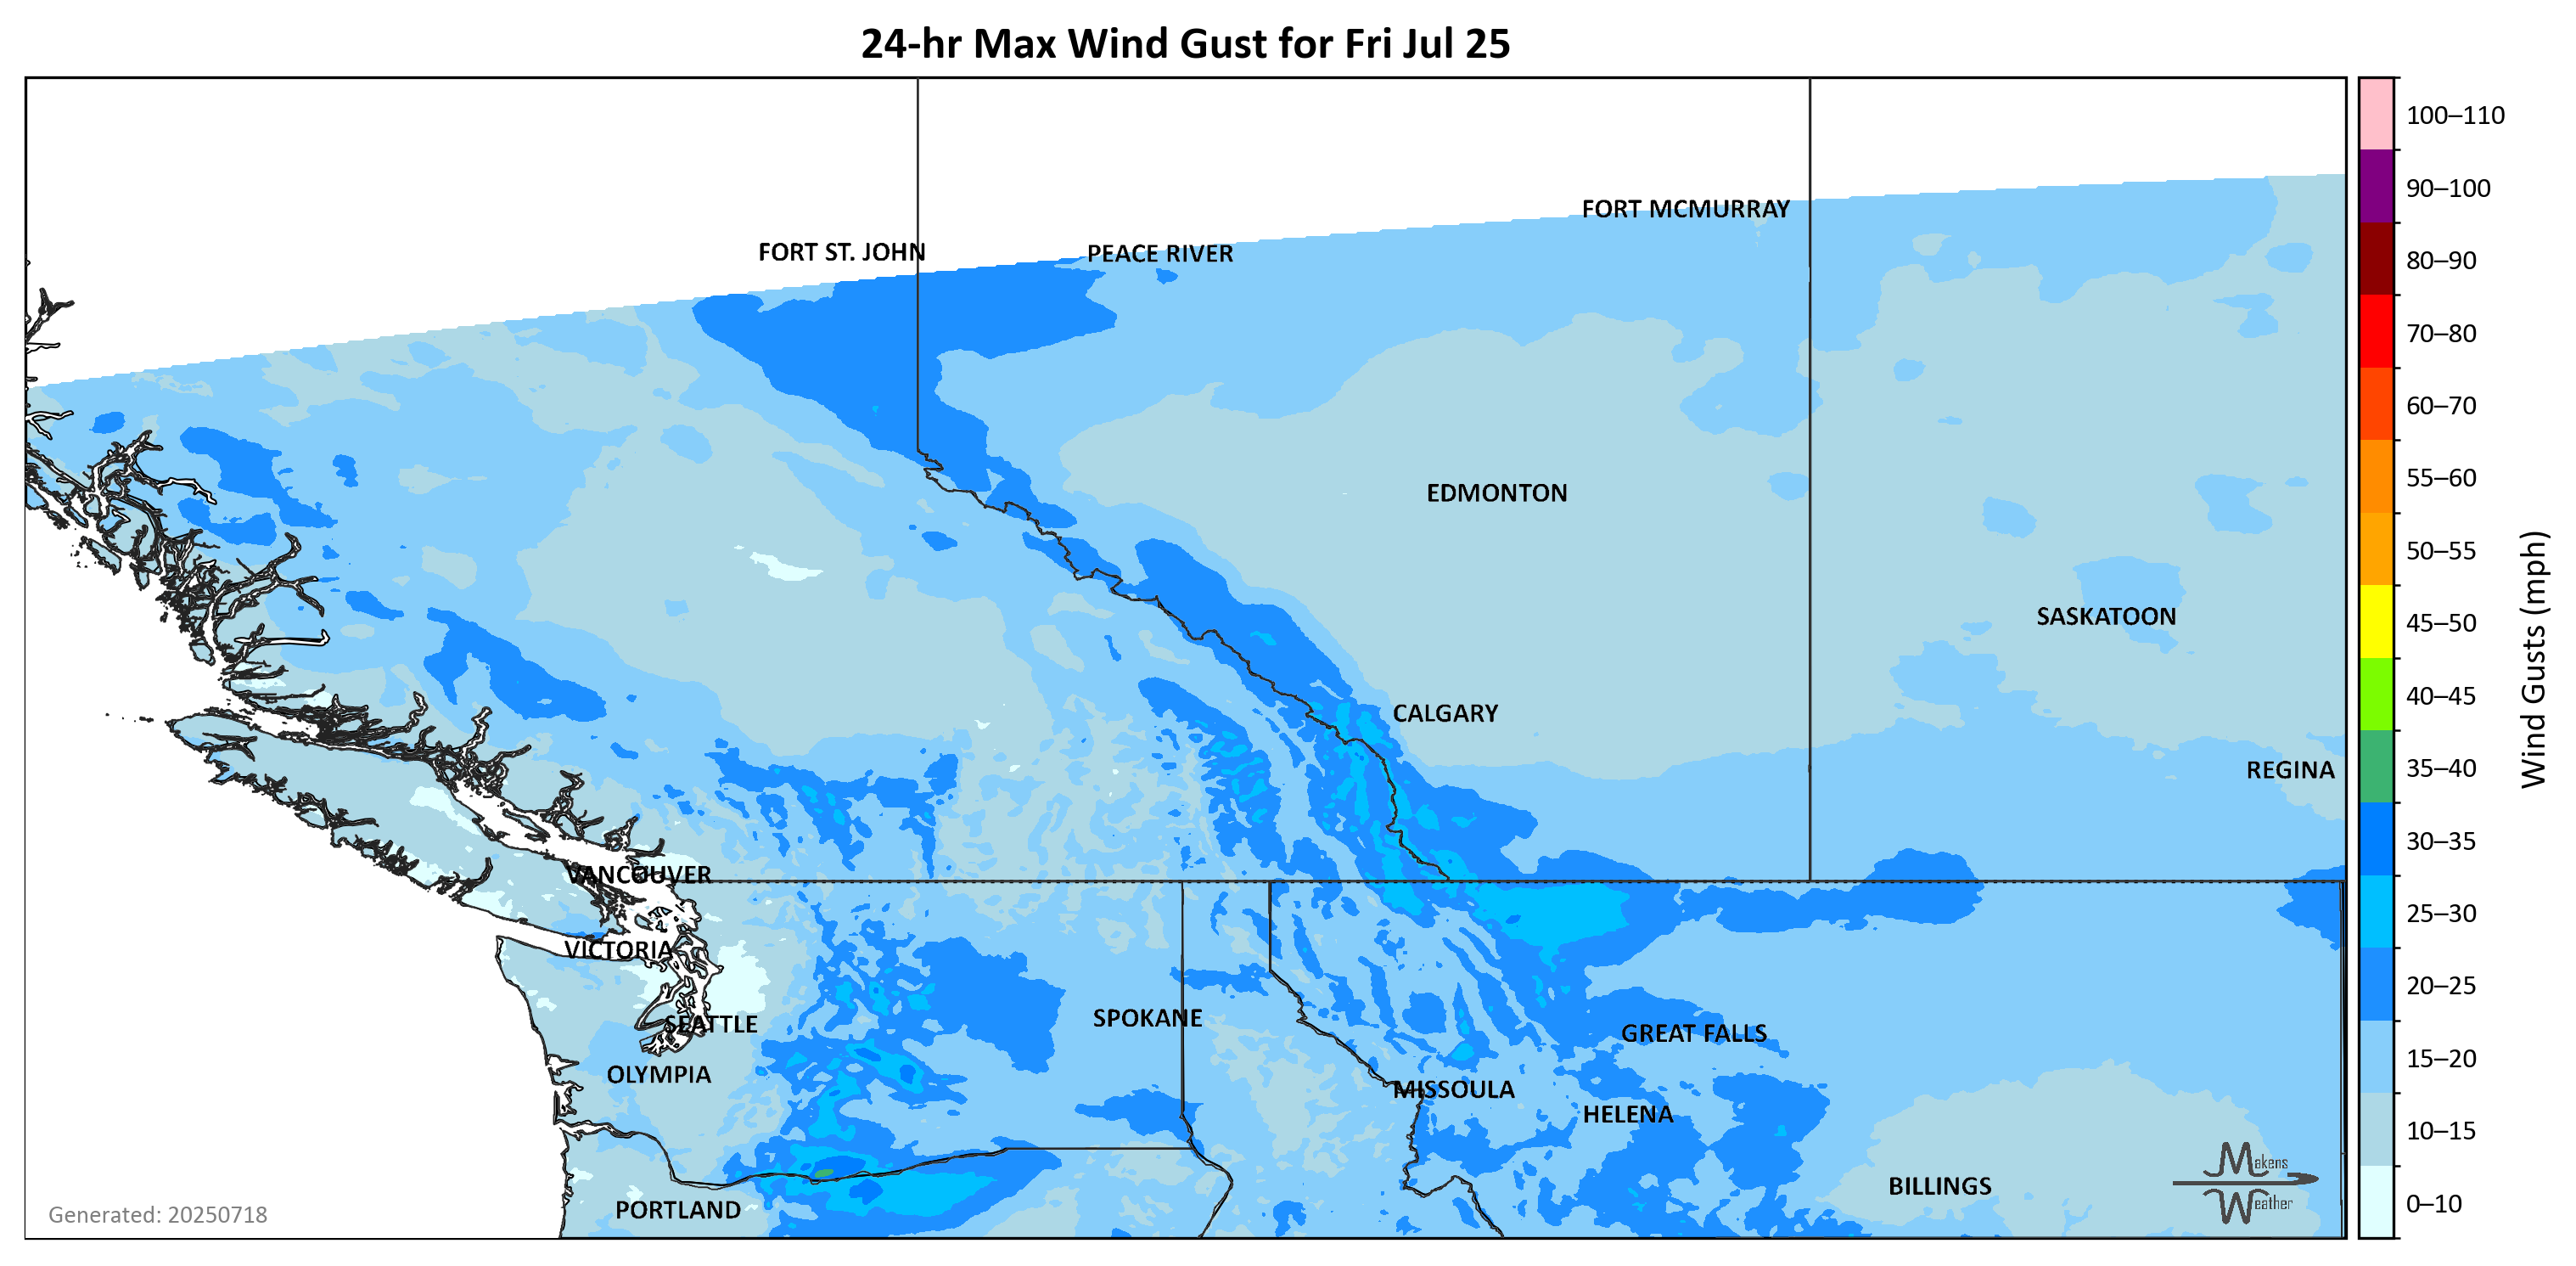 24-hr Max Wind Gust for Fri Jul 25
100–110
90–100
80–90
70–80
60–70
55–60
50–55
45–50
40–45
35–40
30–35
25–30
20–25
15–20
10–15
0–10
Wind Gusts (mph)
FORT MCMURRAY
FORT ST. JOHN
PEACE RIVER
EDMONTON
SASKATOON
CALGARY
REGINA
VANCOUVER
VICTORIA
SEATTLE
SPOKANE
GREAT FALLS
OLYMPIA
MISSOULA
HELENA
BILLINGS
PORTLAND
Makens
Weather
Generated: 20250718